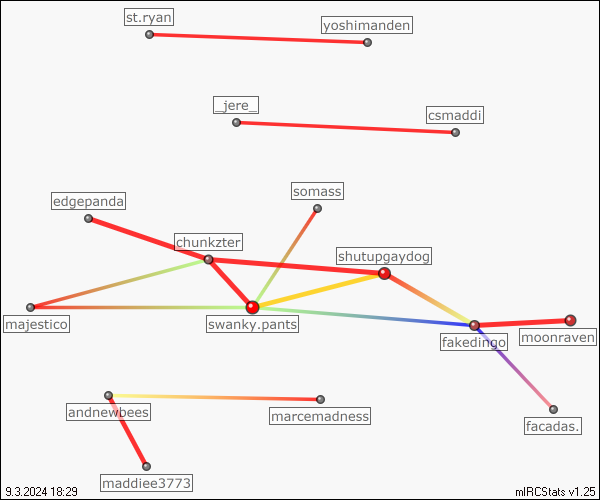 st.ryan
yoshimanden
_jere_
csmaddi
somass
edgepanda
chunkzter
shutupgaydog
majestico
swanky.pants
fakedingo
moonraven
andnewbees
marcemadness
facadas.
maddiee3773
9.3.2024 18:29
mIRCStats v1.25